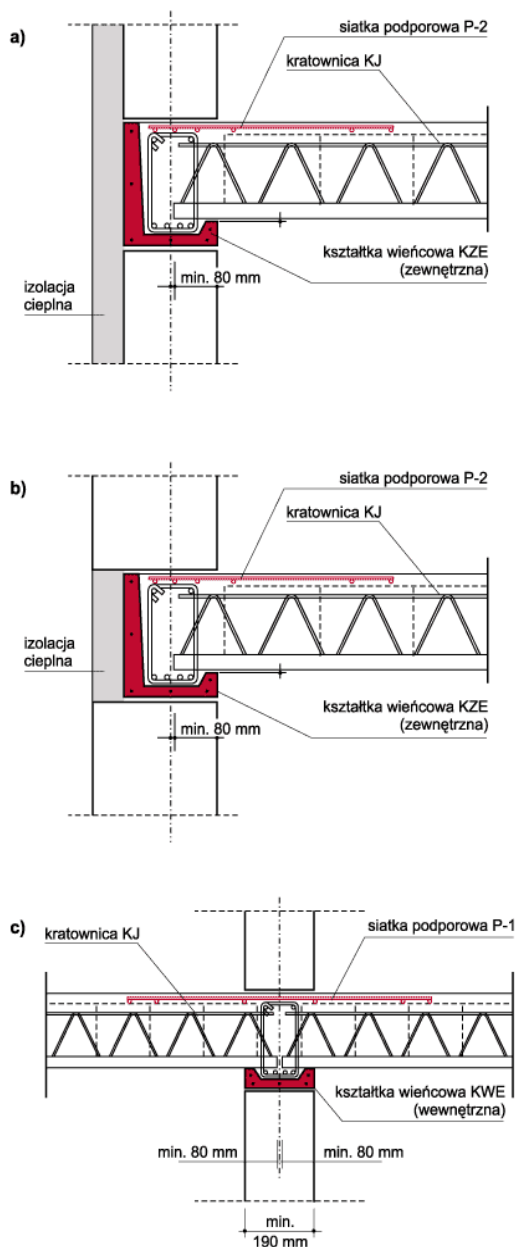 a)
siatka podporowa P-2
kratownica KJ
kształtka wieńcowa KZE
(zewnętrzna)
min. 80 mm
izolacja
cieplna
b)
siatka podporowa P-2
kratownica KJ
izolacja
cieplna
kształtka wieńcowa KZE
(zewnętrzna)
min. 80 mm
c)
kratownica KJ
siatka podporowa P-1
kształtka wieńcowa KWE
(wewnętrzna)
min. 80 mm
min. 80 mm
min.
190 mm